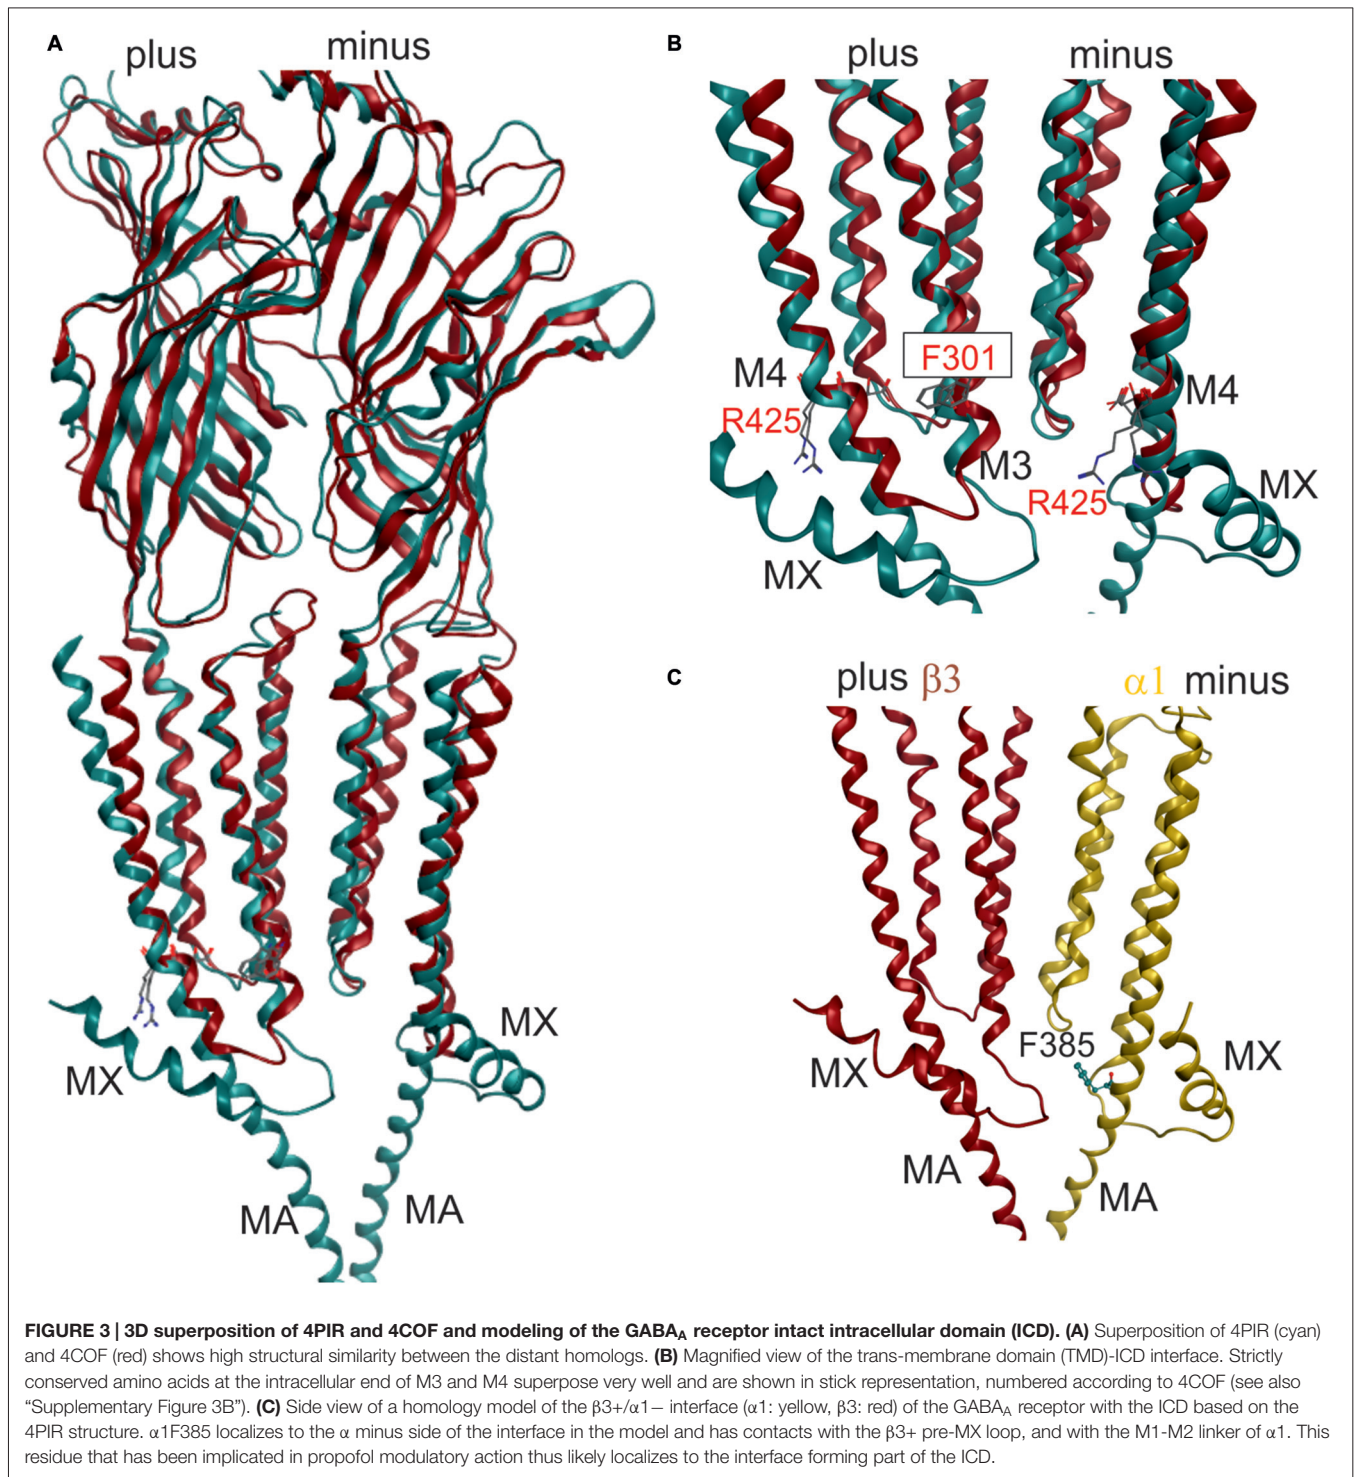 A
plus
minus
MX
MX
MA
MA
B
plus
minus
F301
M4
R425
M3
MX
M4
R425
MX
C
plus β3
α1 minus
F385
MX
MX
MA
MA
FIGURE 3 | 3D superposition of 4PIR and 4COF and modeling of the GABAA receptor intact intracellular domain (ICD). (A) Superposition of 4PIR (cyan)
and 4COF (red) shows high structural similarity between the distant homologs. (B) Magnified view of the trans-membrane domain (TMD)-ICD interface. Strictly
conserved amino acids at the intracellular end of M3 and M4 superpose very well and are shown in stick representation, numbered according to 4COF (see also
“Supplementary Figure 3B”). (C) Side view of a homology model of the β3+/α1− interface (α1: yellow, β3: red) of the GABAA receptor with the ICD based on the
4PIR structure. α1F385 localizes to the α minus side of the interface in the model and has contacts with the β3+ pre-MX loop, and with the M1-M2 linker of α1. This
residue that has been implicated in propofol modulatory action thus likely localizes to the interface forming part of the ICD.